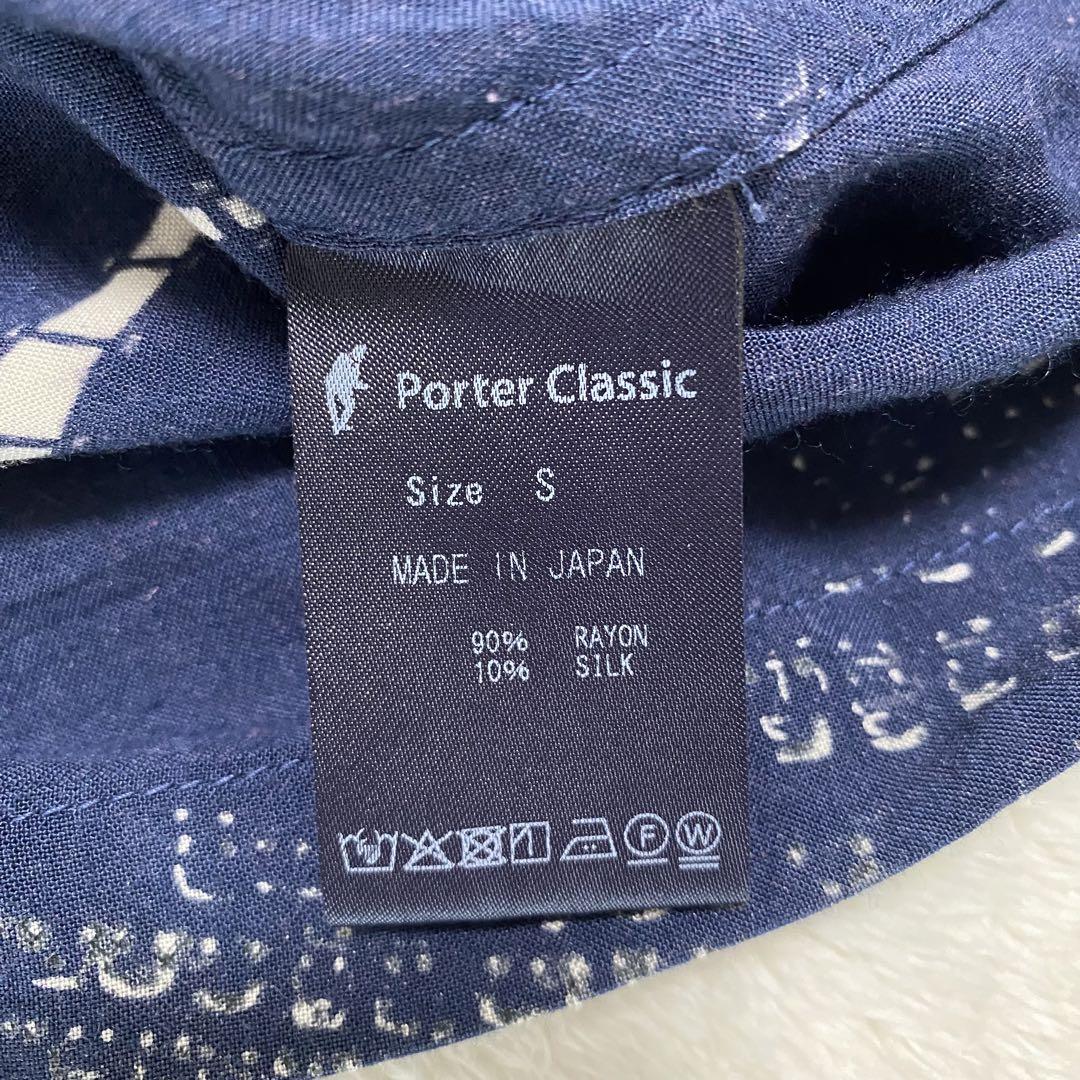 Porter Classic
Size S
MADE IN JAPAN
90% RAYON
10% SILK
F W